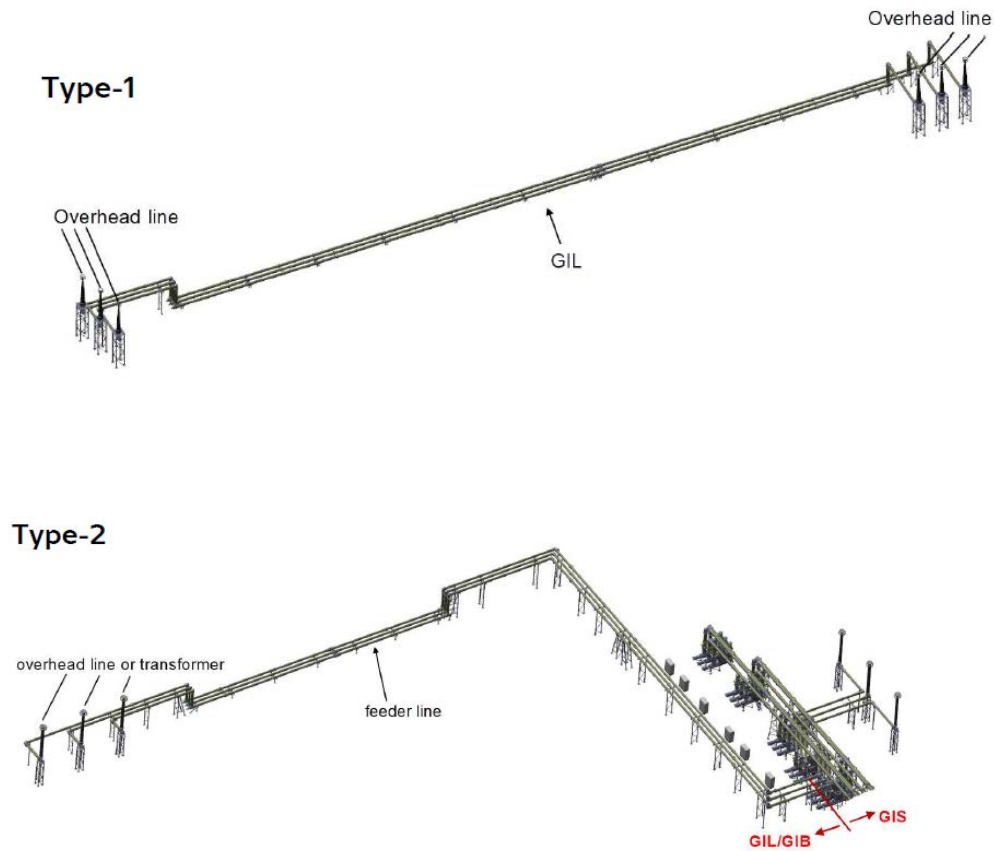 Overhead line
Type-1
Overhead line
GIL
Type-2
overhead line or transformer
feeder line
GIS
GIL/GIB